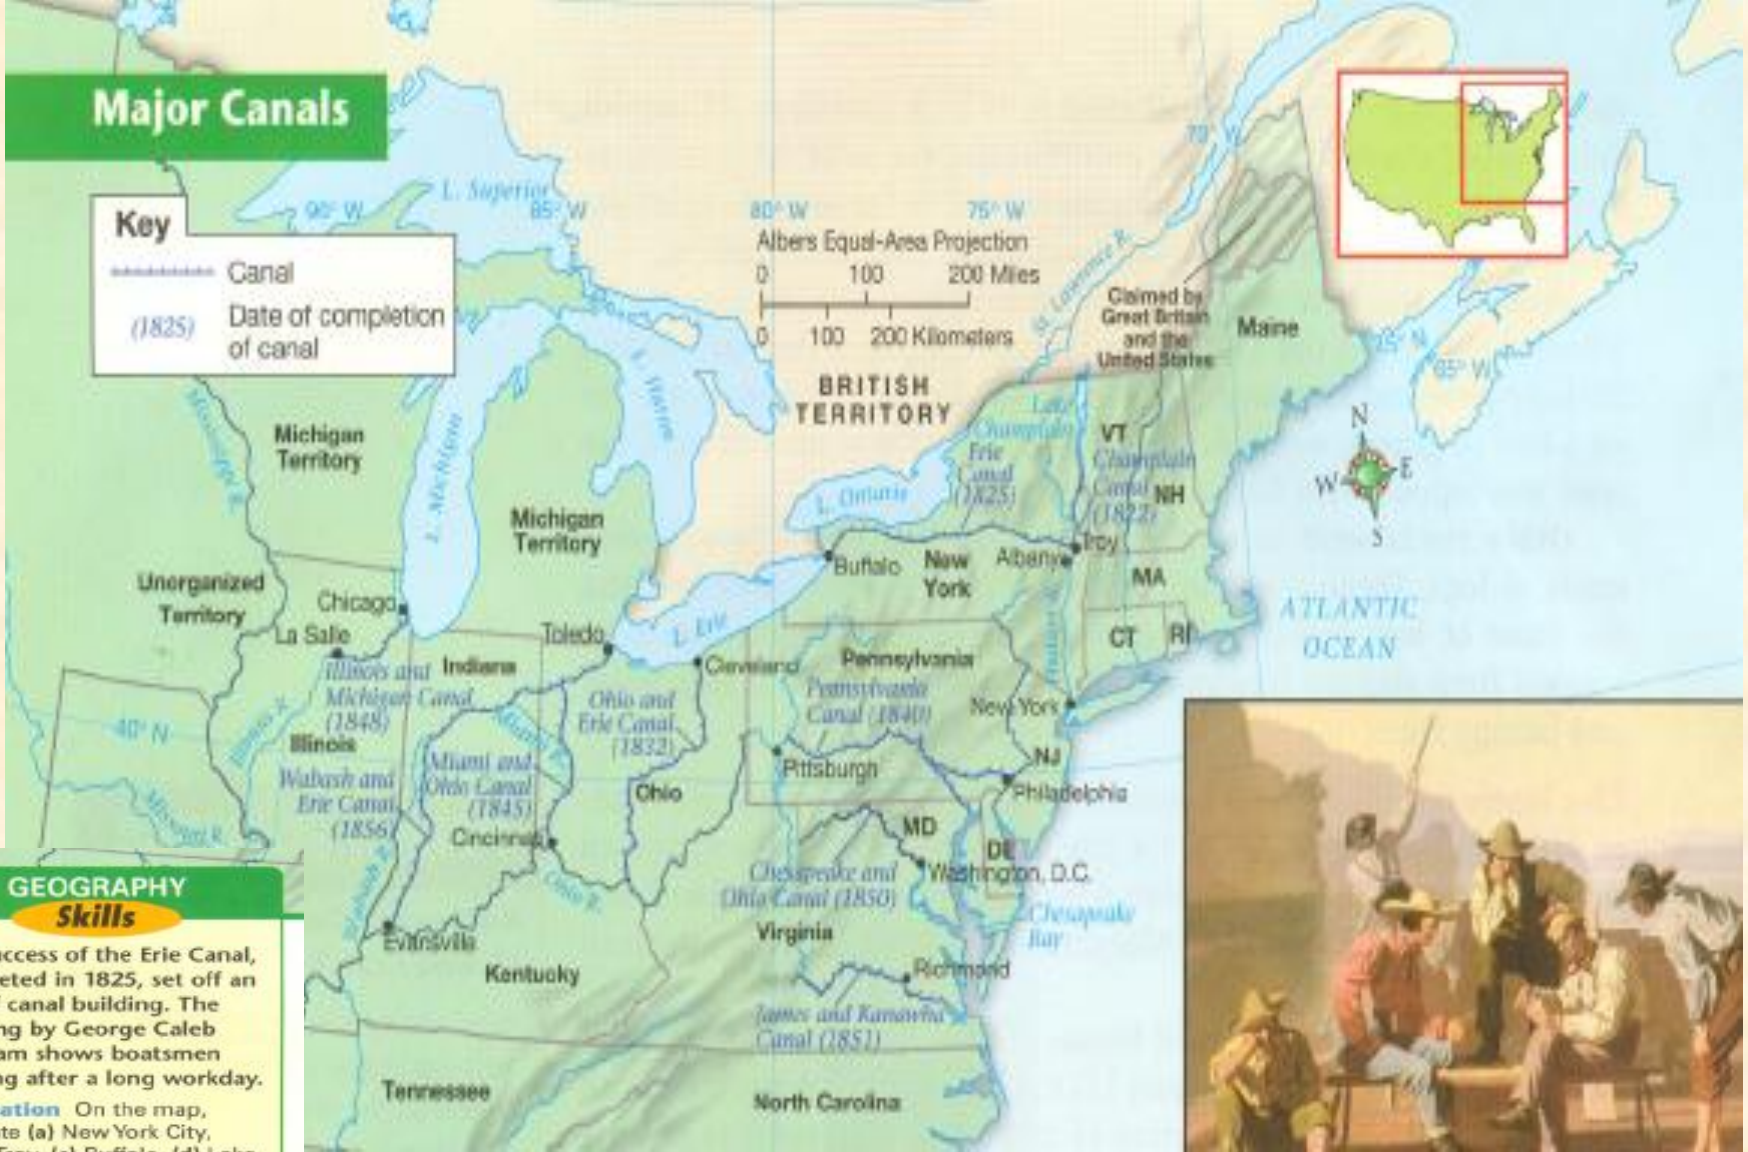 Major Canals
Key
Canal
(1825)
Date of completion
of canal
L. Superior
90° W
85° W
80° W
75° W
70° W
Albers Equal-Area Projection
0 100 200 Miles
0 100 200 Kilometers
St. Lawrence R.
Claimed by
Great Britain
and the
United States
Maine
45° N
65° W
BRITISH
TERRITORY
N
W
E
S
Mississippi R.
Michigan
Territory
L. Michigan
L. Huron
Michigan
Territory
L. Ontario
Lake
Champlain
Erie
Canal
(1825)
VT
Champlain
Canal
(1822)
NH
Troy
Albany
Buffalo
New
York
MA
CT
RI
ATLANTIC
OCEAN
Unorganized
Territory
Chicago
La Salle
Toledo
L. Erie
Cleveland
Hudson R.
Illinois and
Michigan Canal
(1848)
Indiana
Pennsylvania
Pennsylvania
Canal (1840)
New York
Ohio and
Erie Canal
(1832)
40° N
Illinois R.
Illinois
Miami R.
NJ
Pittsburgh
Philadelphia
Wabash and
Erie Canal
(1856)
Miami and
Ohio Canal
(1845)
Ohio
Missouri R.
Cincinnati
MD
DE
Washington, D.C.
Chesapeake and
Ohio Canal (1850)
Ohio R.
Wabash R.
Chesapeake
Bay
Virginia
Evansville
Kentucky
Richmond
James and Kanawha
Canal (1851)
Tennessee
North Carolina
GEOGRAPHY
Skills
uccess of the Erie Canal,
eted in 1825, set off an
canal building. The
ng by George Caleb
am shows boatsmen
ng after a long workday.
ation On the map,
te (a) New York City,